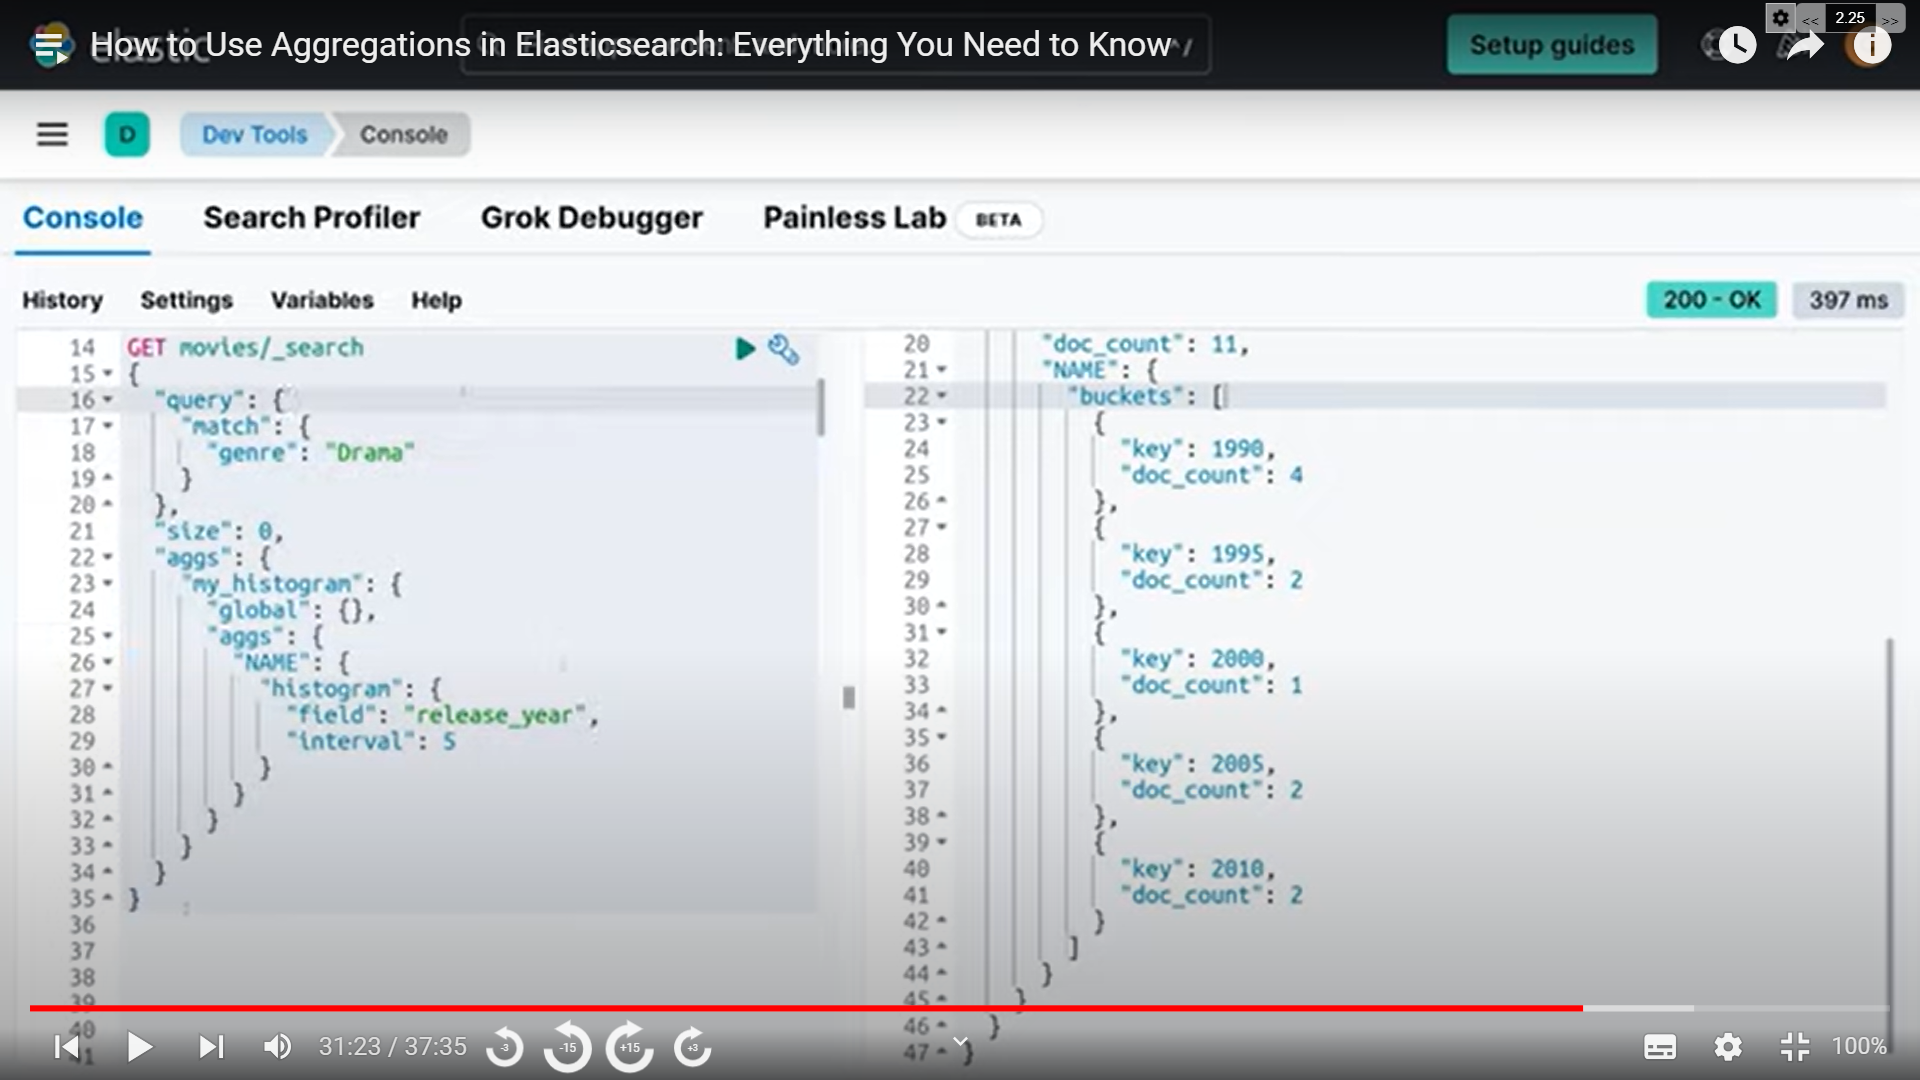 How to Use Aggregations in Elasticsearch: Everything You Need to Know
elastic
Setup guides
<< 2.25 >>
D
Dev Tools
Console
Console
Search Profiler
Grok Debugger
Painless Lab
BETA
History
Settings
Variables
Help
200 - OK
397 ms
14 GET movies/_search
15 {
16 "query": {
17 "match": {
18 "genre": "Drama"
19 }
20 },
21 "size": 0,
22 "aggs": {
23 "my_histogram": {
24 "global": {},
25 "aggs": {
26 "NAME": {
27 "histogram": {
28 "field": "release_year",
29 "interval": 5
30 }
31 }
32 }
33 }
34 }
35 }
36
37
38
39
40
41
20 "doc_count": 11,
21 "NAME": {
22 "buckets": [
23 {
24 "key": 1990,
25 "doc_count": 4
26 },
27 {
28 "key": 1995,
29 "doc_count": 2
30 },
31 {
32 "key": 2000,
33 "doc_count": 1
34 },
35 {
36 "key": 2005,
37 "doc_count": 2
38 },
39 {
40 "key": 2010,
41 "doc_count": 2
42 }
43 ]
44 }
45 }
46 }
47 }
31:23 / 37:35
-3
-15
+15
+3
100%